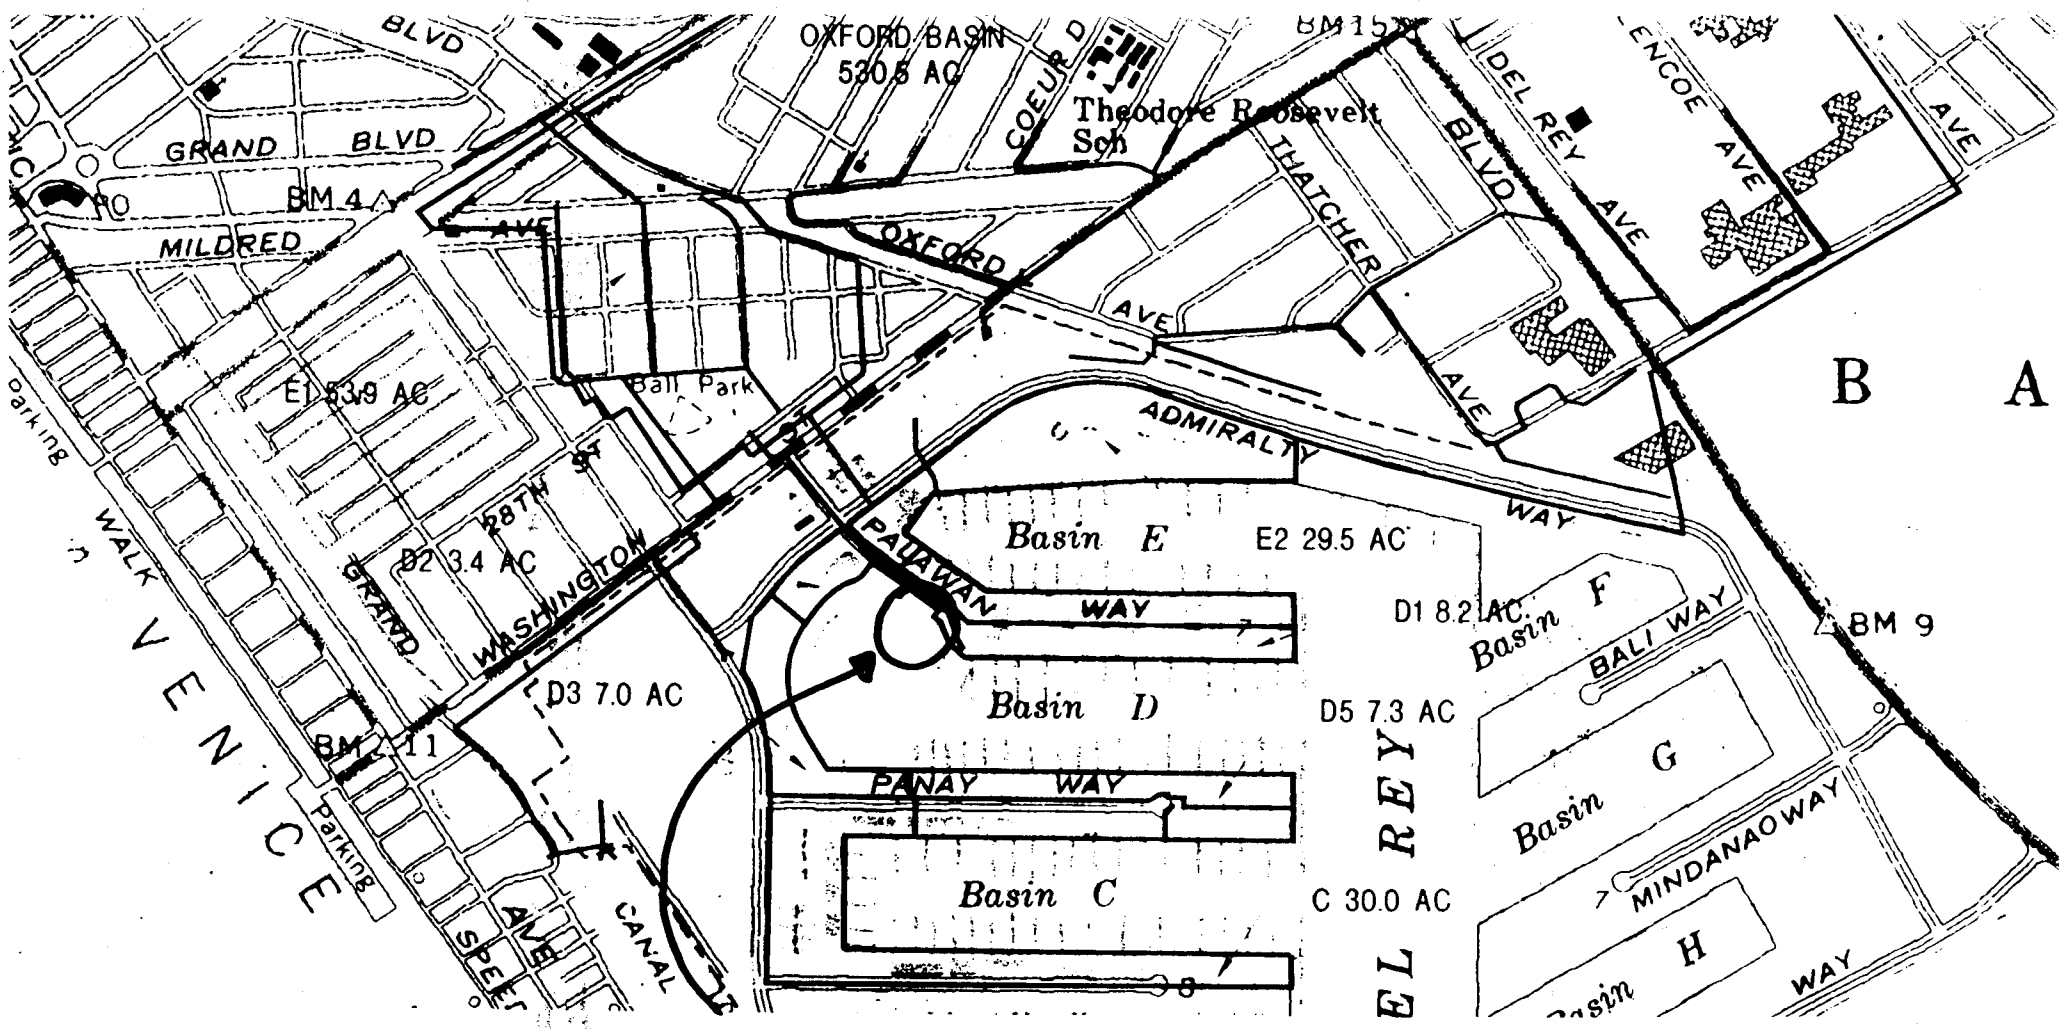 BLVD
OXFORD BASIN
530.5 AC
COEUR D
BM 15
DEL REY AVE
ENCOE AVE
AVE
Theodore Roosevelt
Sch
GRAND BLVD
BM 4
PO
MILDRED AVE
OXFORD AVE
THATCHER AVE
BLVD
B A
E1 53.9 AC
Ball Park
Parking
ADMIRALTY WAY
28TH ST
WALK
D2 3.4 AC
GRAND
WASHINGTON
PALAWAN WAY
Basin E
E2 29.5 AC
D1 8.2 AC
Basin F
BALI WAY
BM 9
VENICE
D3 7.0 AC
Basin D
D5 7.3 AC
BM 11
PANAY WAY
Basin G
MINDANAO WAY
Parking
Basin C
C 30.0 AC
EL REY
CANAL
AVE
SPEE
Basin H
WAY
8